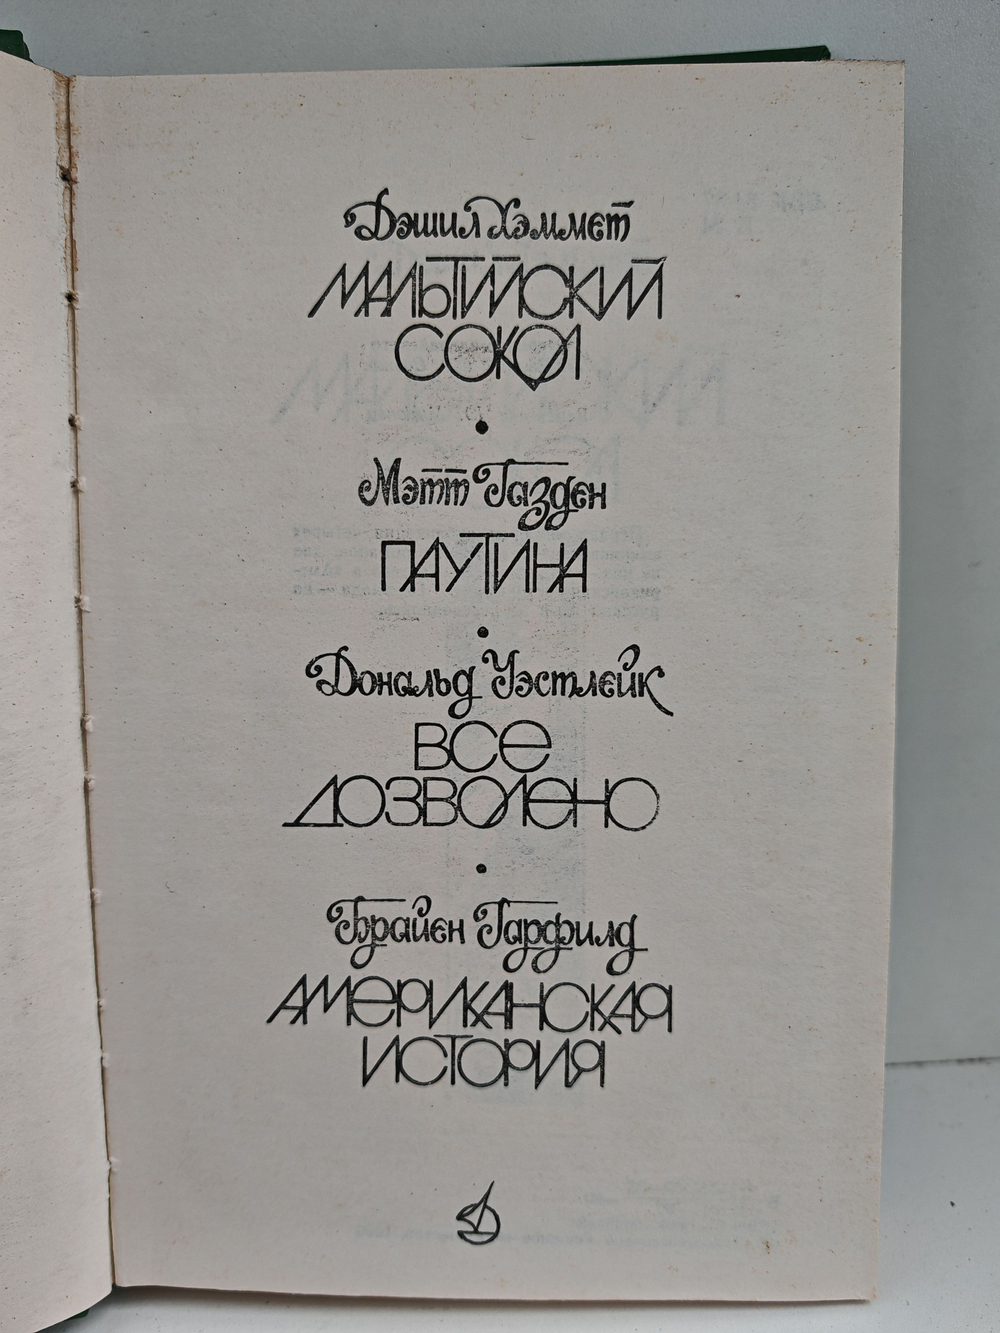 Дэшил Хэммет
МАЛЬТИЙСКИЙ
СОКОЛ
•
Мэтт Газден
ПАУТИНА
•
Дональд Уэстлейк
ВСЕ
ДОЗВОЛЕНО
•
Брайен Гарфилд
АМЕРИКАНСКАЯ
ИСТОРИЯ